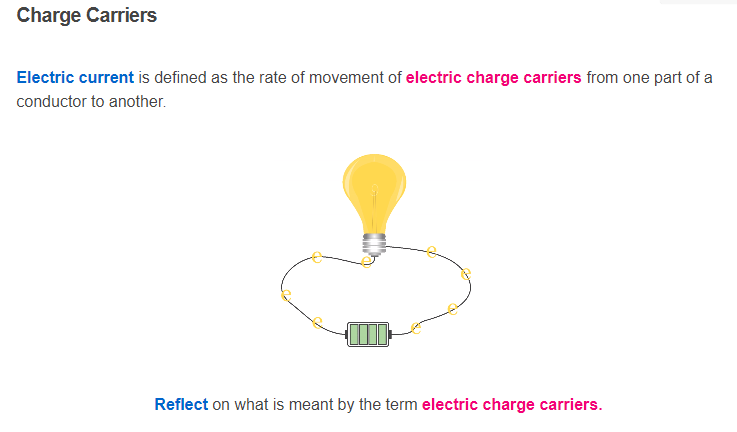 Charge Carriers
Electric current is defined as the rate of movement of electric charge carriers from one part of a
conductor to another.
e
e
e
e
e
e
e
e
Reflect on what is meant by the term electric charge carriers.